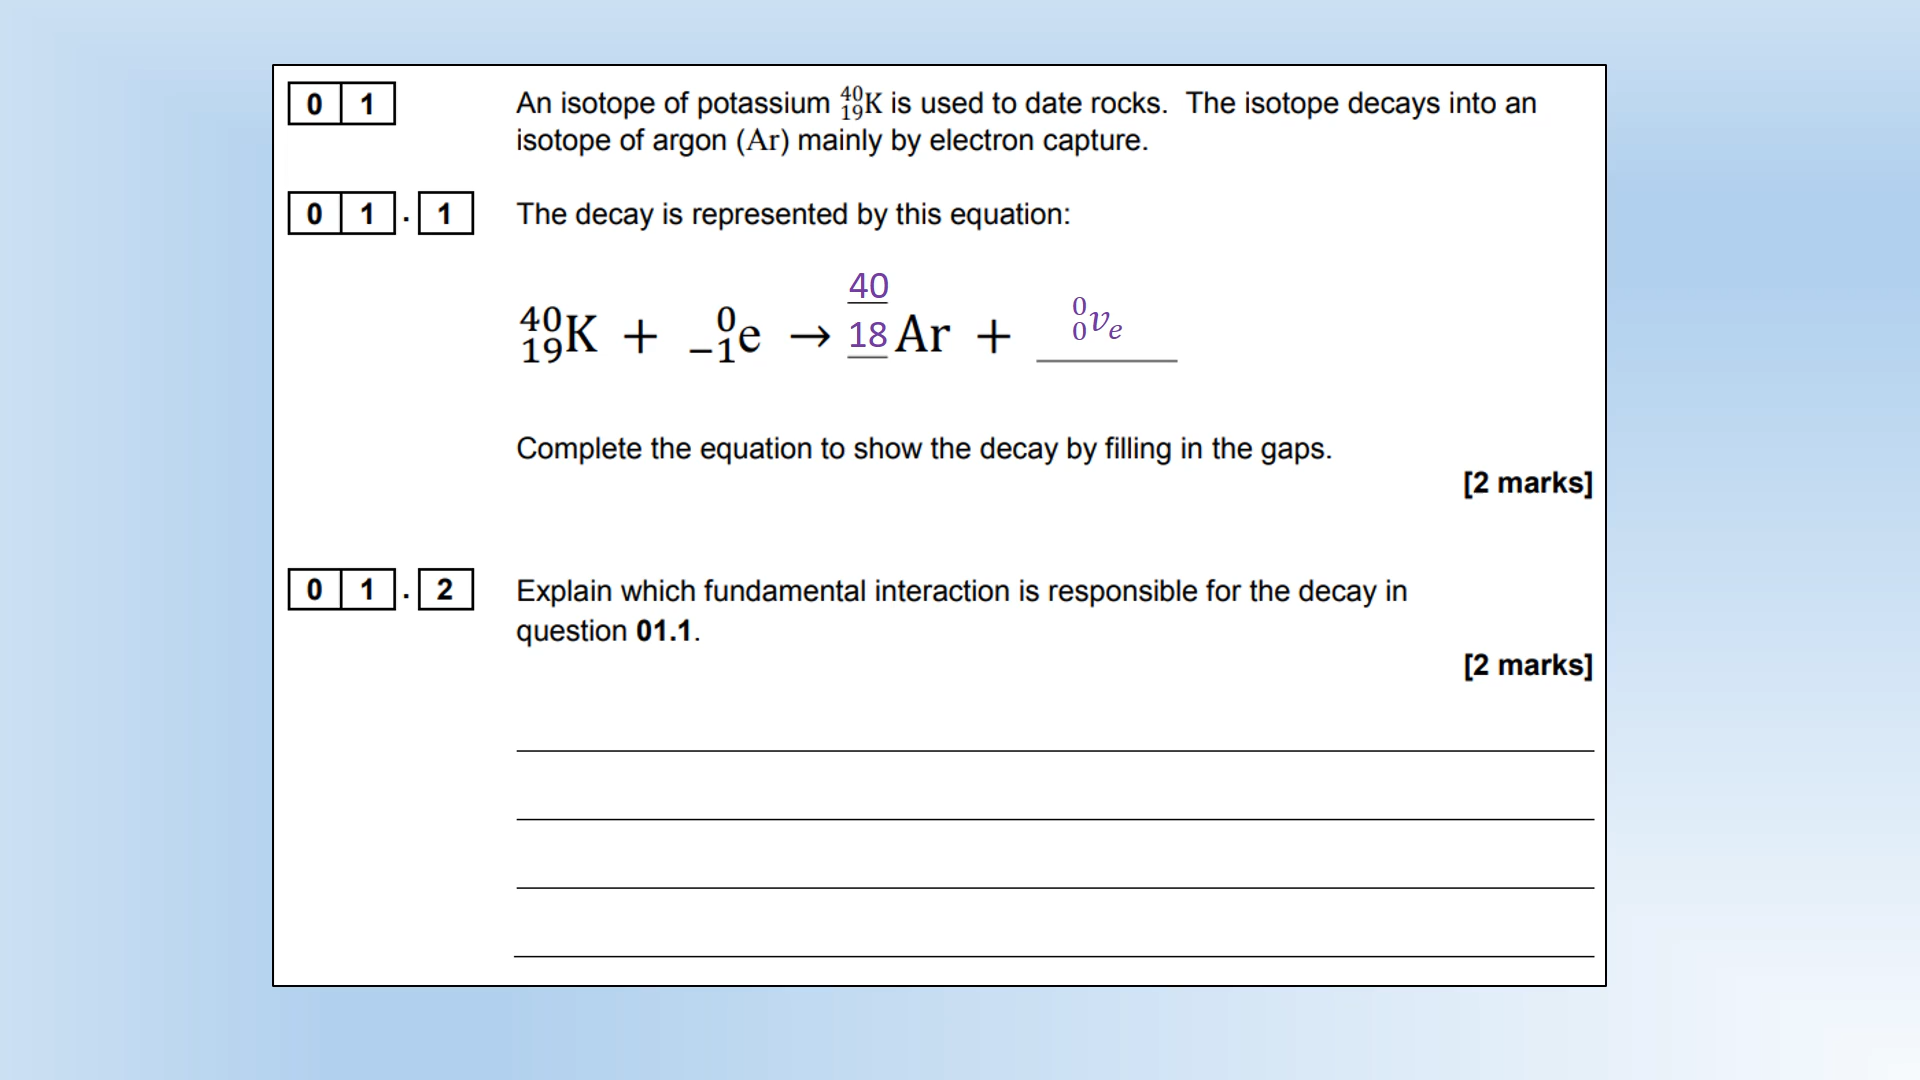 0 1 An isotope of potassium ⁴⁰₁₉K is used to date rocks. The isotope decays into an
isotope of argon (Ar) mainly by electron capture.
0 1 . 1 The decay is represented by this equation:
⁴⁰₁₉K + ⁰₋₁e → ⁴⁰₁₈Ar + ⁰₀νₑ
Complete the equation to show the decay by filling in the gaps.
[2 marks]
0 1 . 2 Explain which fundamental interaction is responsible for the decay in
question 01.1.
[2 marks]